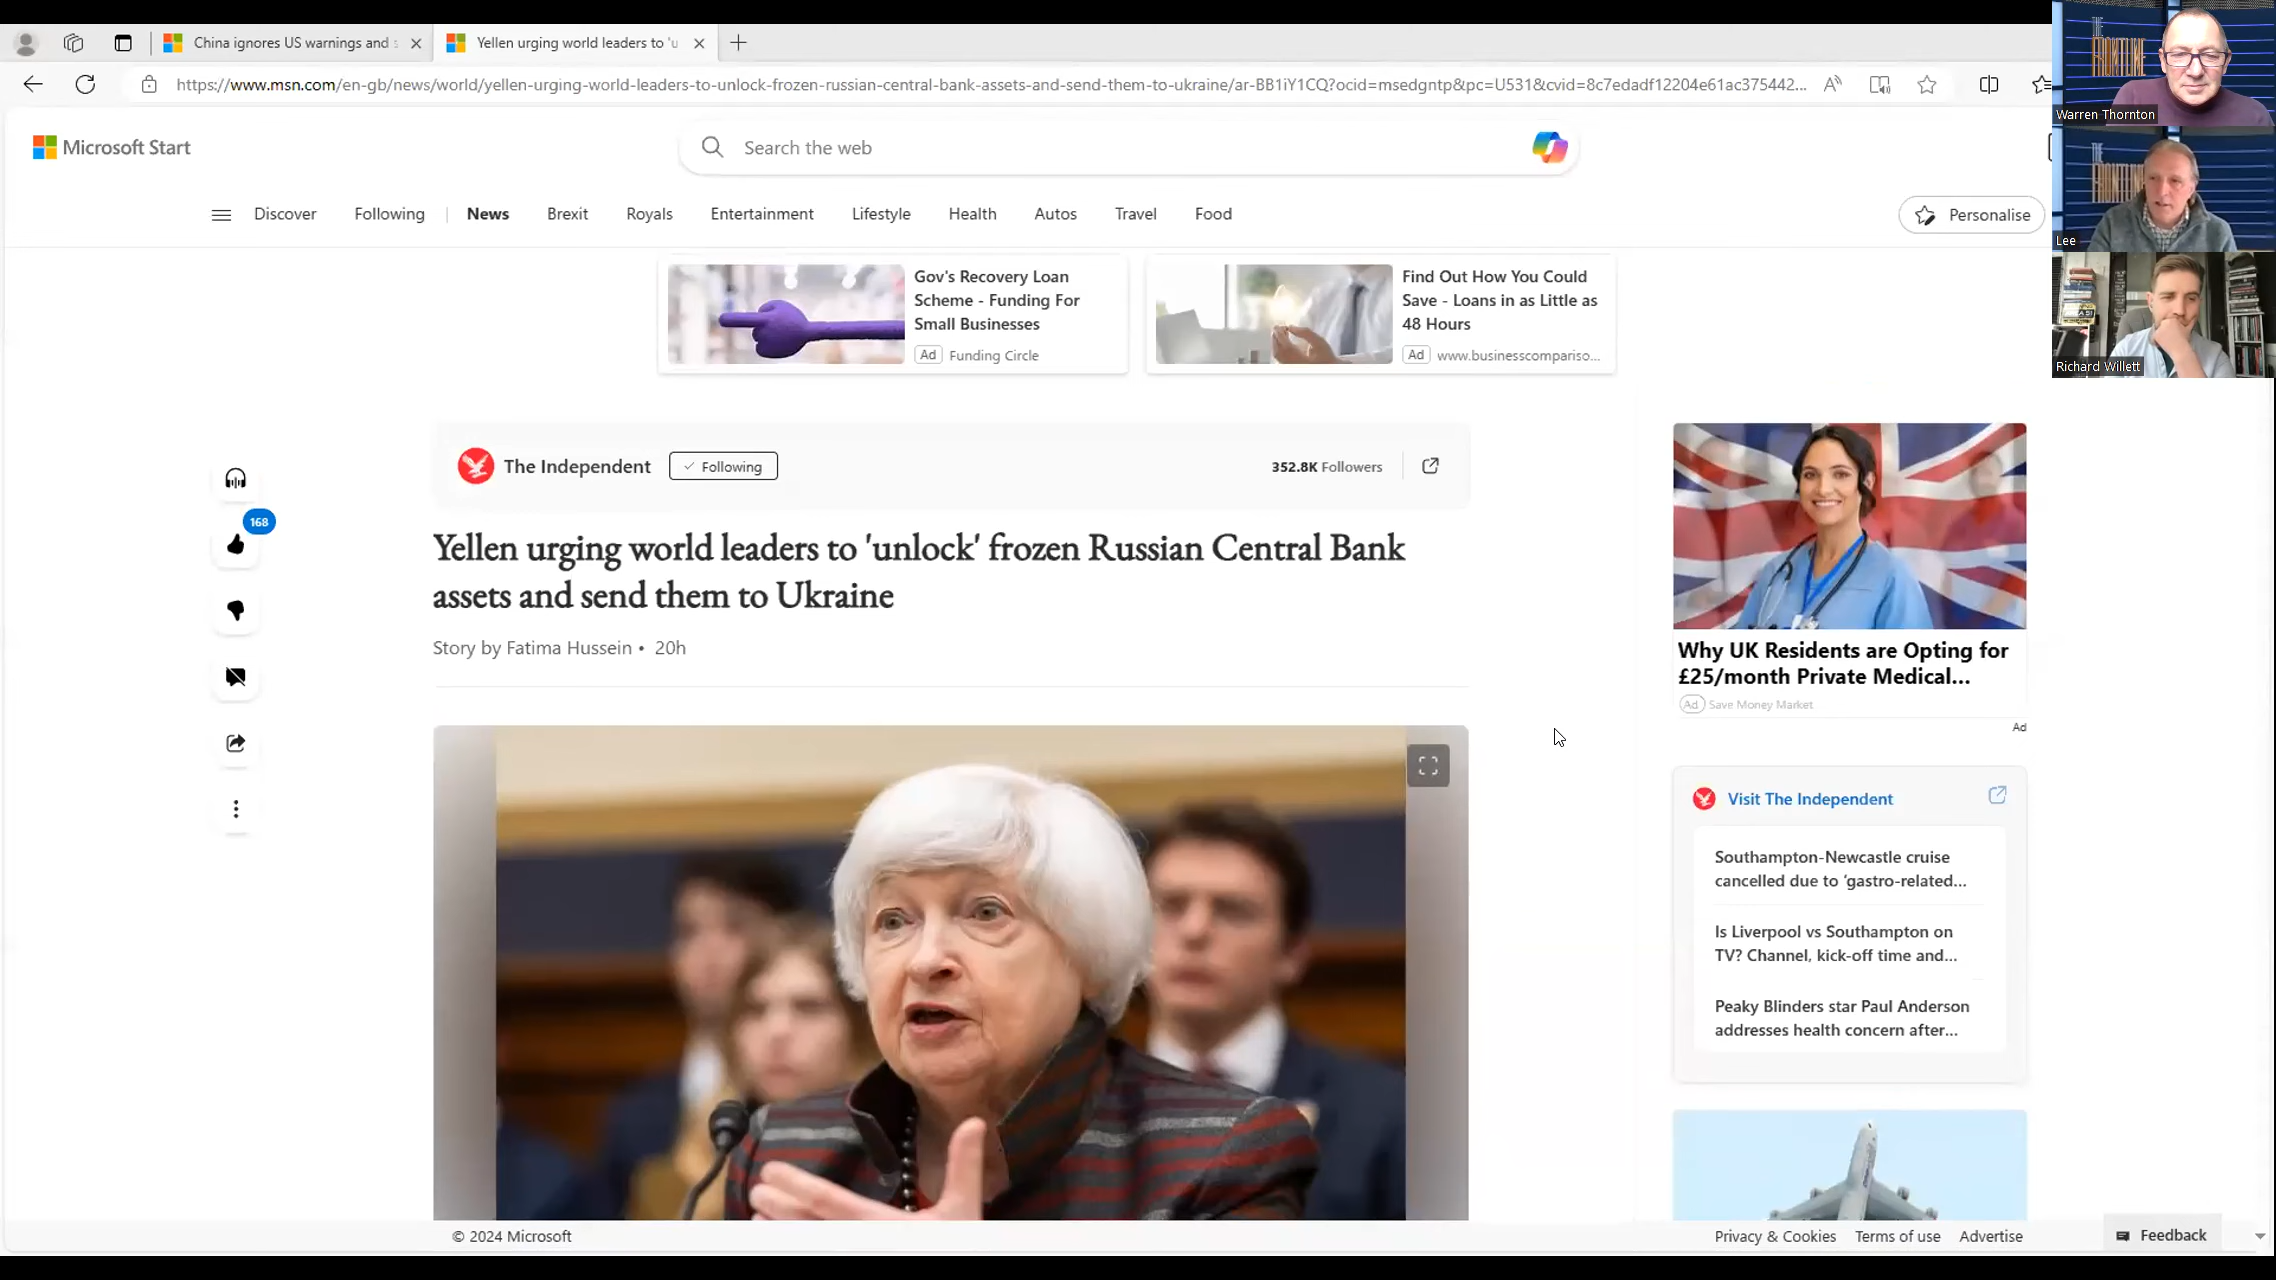 China ignores US warnings and s
Yellen urging world leaders to 'u
https://www.msn.com/en-gb/news/world/yellen-urging-world-leaders-to-unlock-frozen-russian-central-bank-assets-and-send-them-to-ukraine/ar-BB1iY1CQ?ocid=msedgntp&pc=U531&cvid=8c7edadf12204e61ac375442...
Warren Thornton
Lee
Richard Willett
Microsoft Start
Search the web
Discover
Following
News
Brexit
Royals
Entertainment
Lifestyle
Health
Autos
Travel
Food
Personalise
Gov's Recovery Loan
Scheme - Funding For
Small Businesses
Ad Funding Circle
Find Out How You Could
Save - Loans in as Little as
48 Hours
Ad www.businesscompariso...
The Independent
Following
352.8K Followers
168
Yellen urging world leaders to 'unlock' frozen Russian Central Bank
assets and send them to Ukraine
Story by Fatima Hussein • 20h
Why UK Residents are Opting for
£25/month Private Medical...
Ad Save Money Market
Ad
Visit The Independent
Southampton-Newcastle cruise
cancelled due to 'gastro-related...
Is Liverpool vs Southampton on
TV? Channel, kick-off time and...
Peaky Blinders star Paul Anderson
addresses health concern after...
© 2024 Microsoft
Privacy & Cookies
Terms of use
Advertise
Feedback